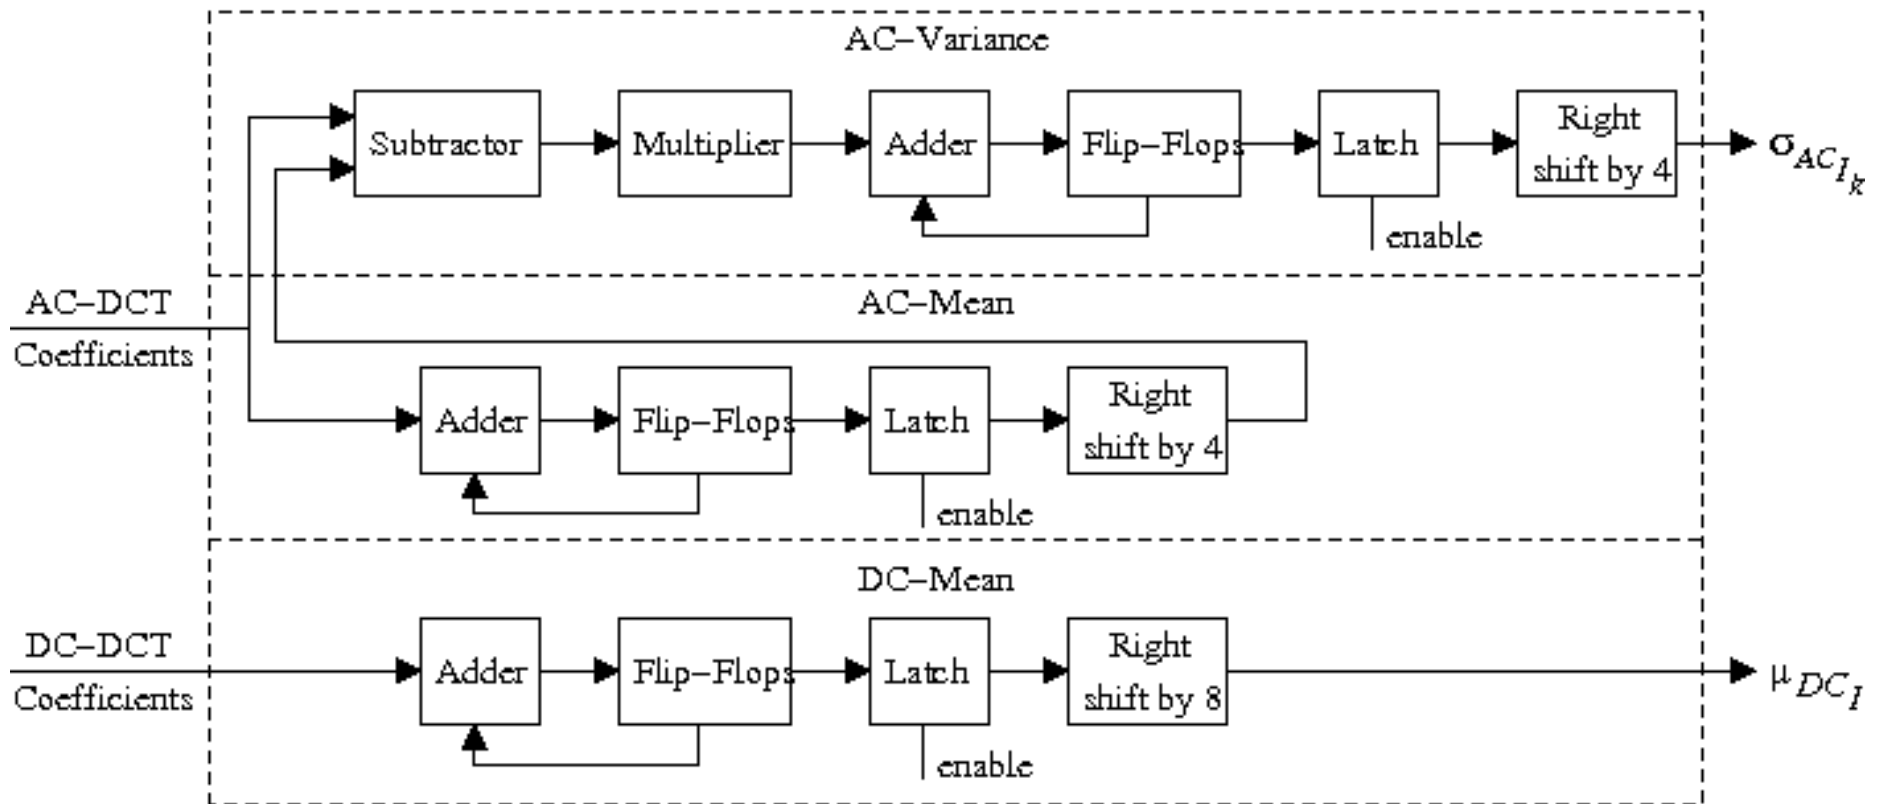 AC−Variance
Subtractor
Multiplier
Adder
Flip−Flops
Latch
Right
shift by 4
σ_{AC_{I_k}}
enable
AC−DCT
Coefficients
AC−Mean
Adder
Flip−Flops
Latch
Right
shift by 4
enable
DC−Mean
DC−DCT
Coefficients
Adder
Flip−Flops
Latch
Right
shift by 8
μ_{DC_I}
enable